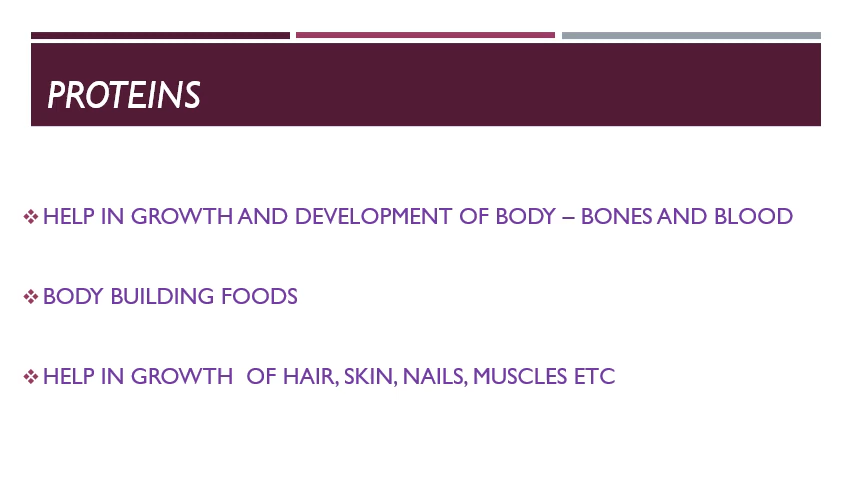 PROTEINS
HELP IN GROWTH AND DEVELOPMENT OF BODY – BONES AND BLOOD
BODY BUILDING FOODS
HELP IN GROWTH  OF HAIR, SKIN, NAILS, MUSCLES ETC